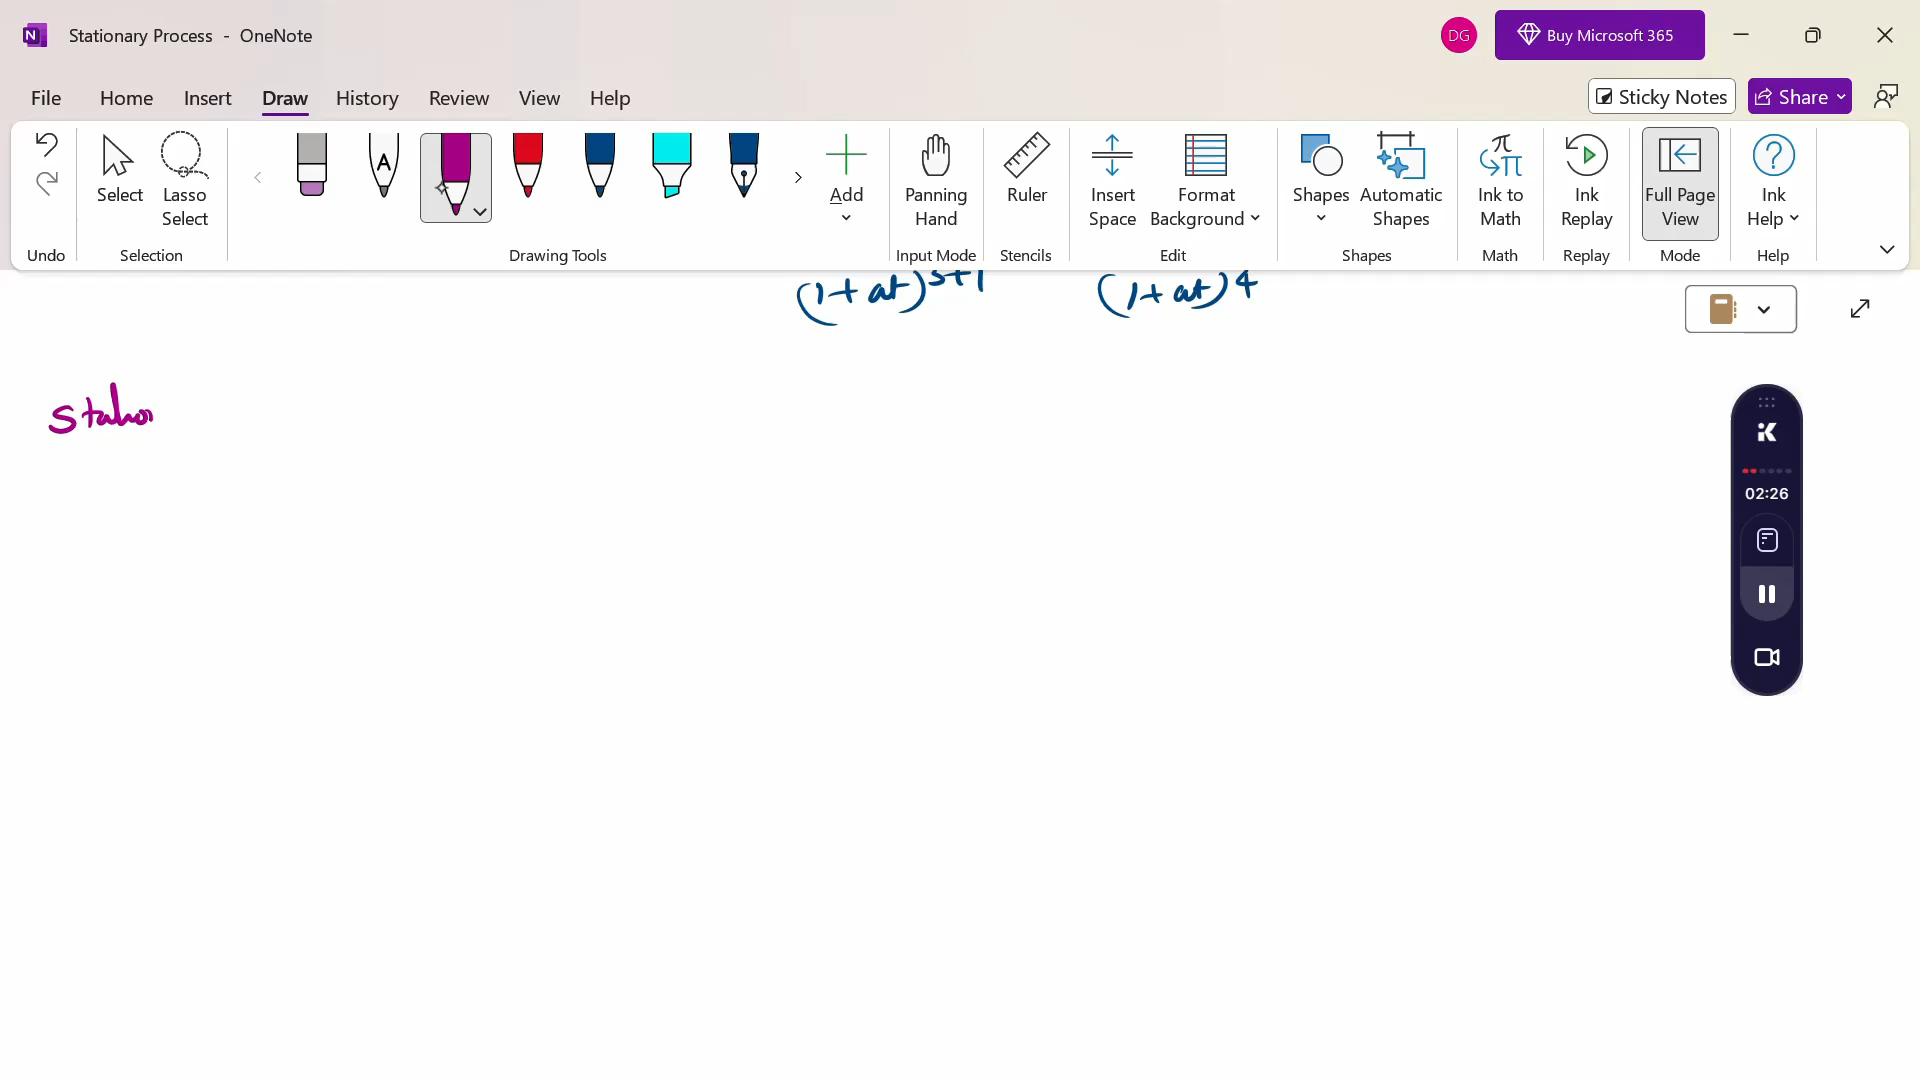 Stationary Process - OneNote
DG
Buy Microsoft 365
File Home Insert Draw History Review View Help
Sticky Notes
Share
Select
Lasso Select
A
Add
Panning Hand
Ruler
Insert Space
Format Background
Shapes
Automatic Shapes
Ink to Math
Ink Replay
Full Page View
Ink Help
Undo
Selection
Drawing Tools
Input Mode
Stencils
Edit
Shapes
Math
Replay
Mode
Help
(1+at)^{s+1} (1+at)^4
02:26